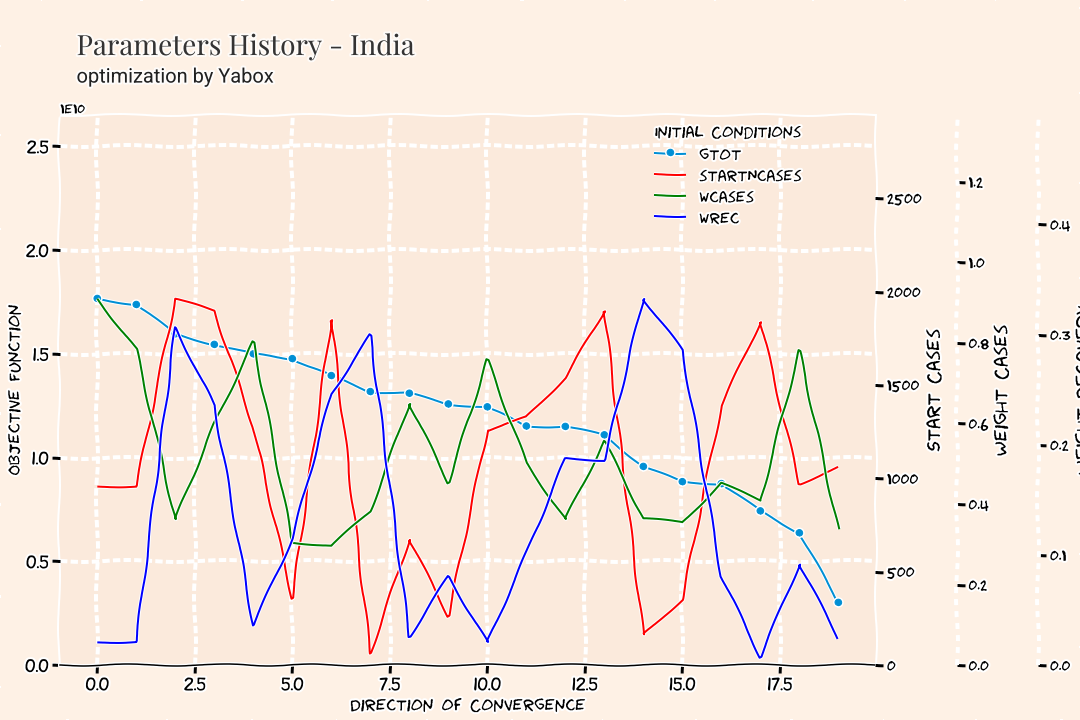 Parameters History - India
optimization by Yabox
1E10
INITIAL CONDITIONS
GTOT
STARTNCASES
WCASES
WREC
2.5
2.0
1.5
1.0
0.5
0.0
OBJECTIVE FUNCTION
0.0 2.5 5.0 7.5 10.0 12.5 15.0 17.5
DIRECTION OF CONVERGENCE
2500
2000
1500
1000
500
0
START CASES
1.2
1.0
0.8
0.6
0.4
0.2
0.0
WEIGHT CASES
0.4
0.3
0.2
0.1
0.0